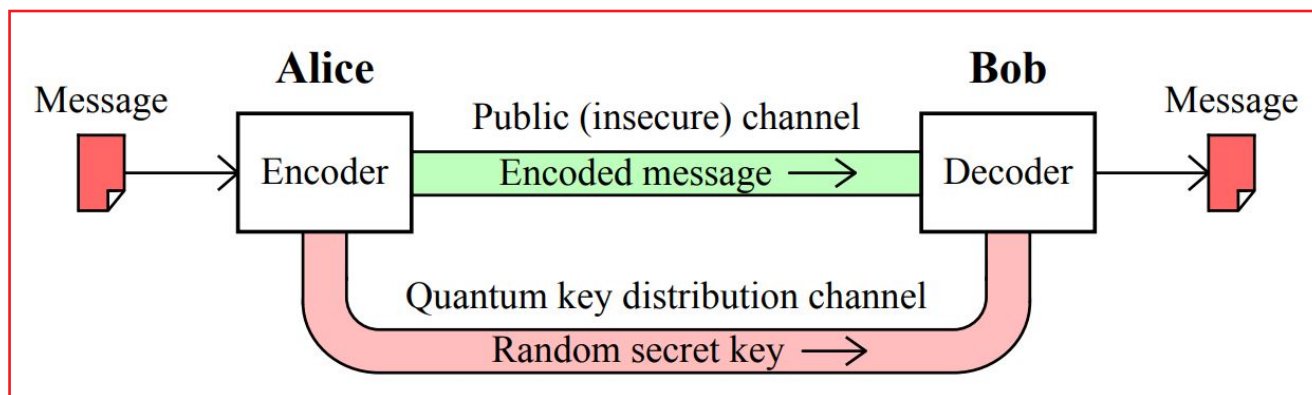 Alice
Bob
Message
Message
Public (insecure) channel
Encoder
Encoded message
Decoder
Quantum key distribution channel
Random secret key